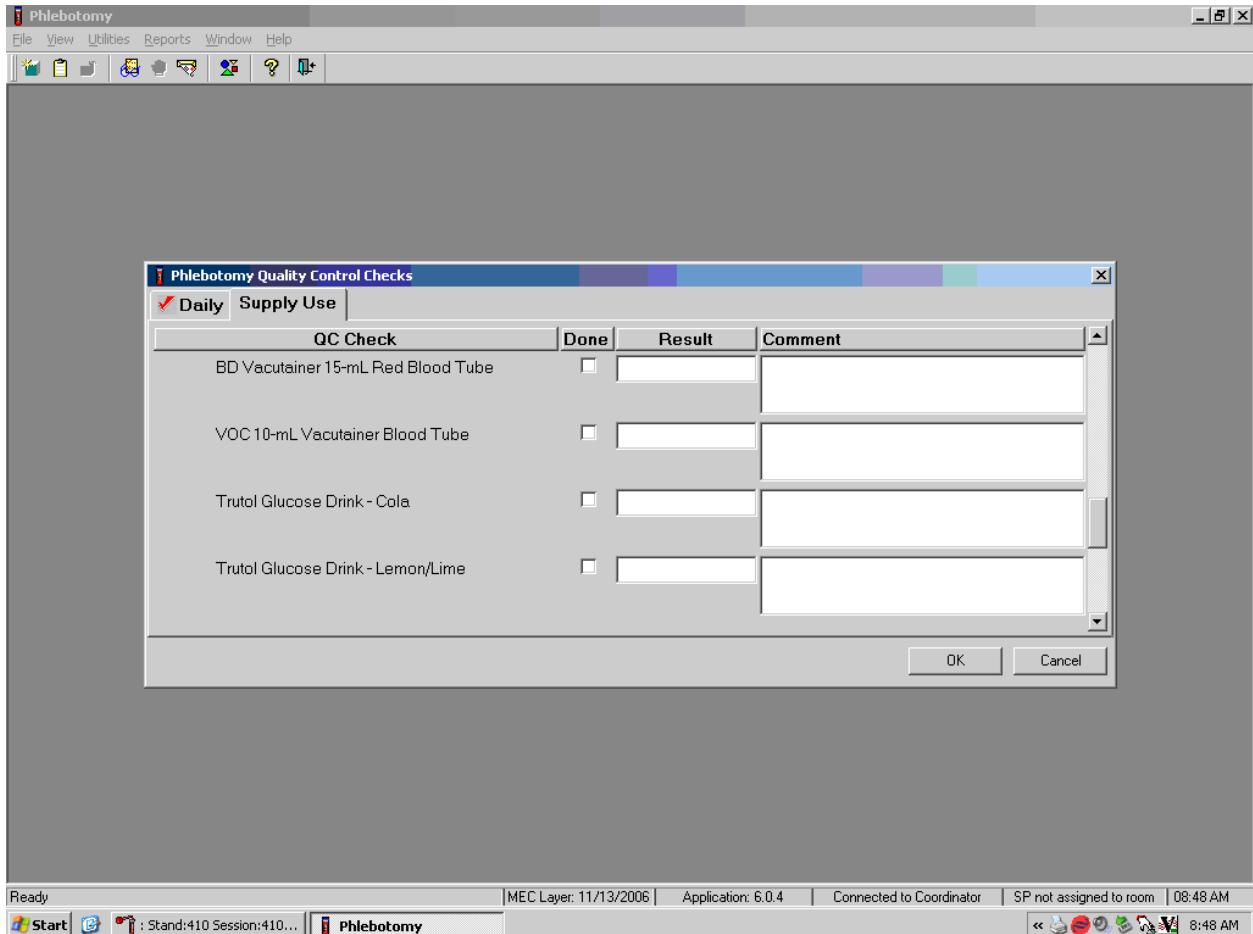 Phlebotomy
File View Utilities Reports Window Help
Phlebotomy Quality Control Checks
Daily Supply Use
QC Check Done Result Comment
BD Vacutainer 15-mL Red Blood Tube
VOC 10-mL Vacutainer Blood Tube
Trutol Glucose Drink - Cola
Trutol Glucose Drink - Lemon/Lime
OK Cancel
Ready MEC Layer: 11/13/2006 Application: 6.0.4 Connected to Coordinator SP not assigned to room 08:48 AM
Start : Stand:410 Session:410... Phlebotomy « 8:48 AM